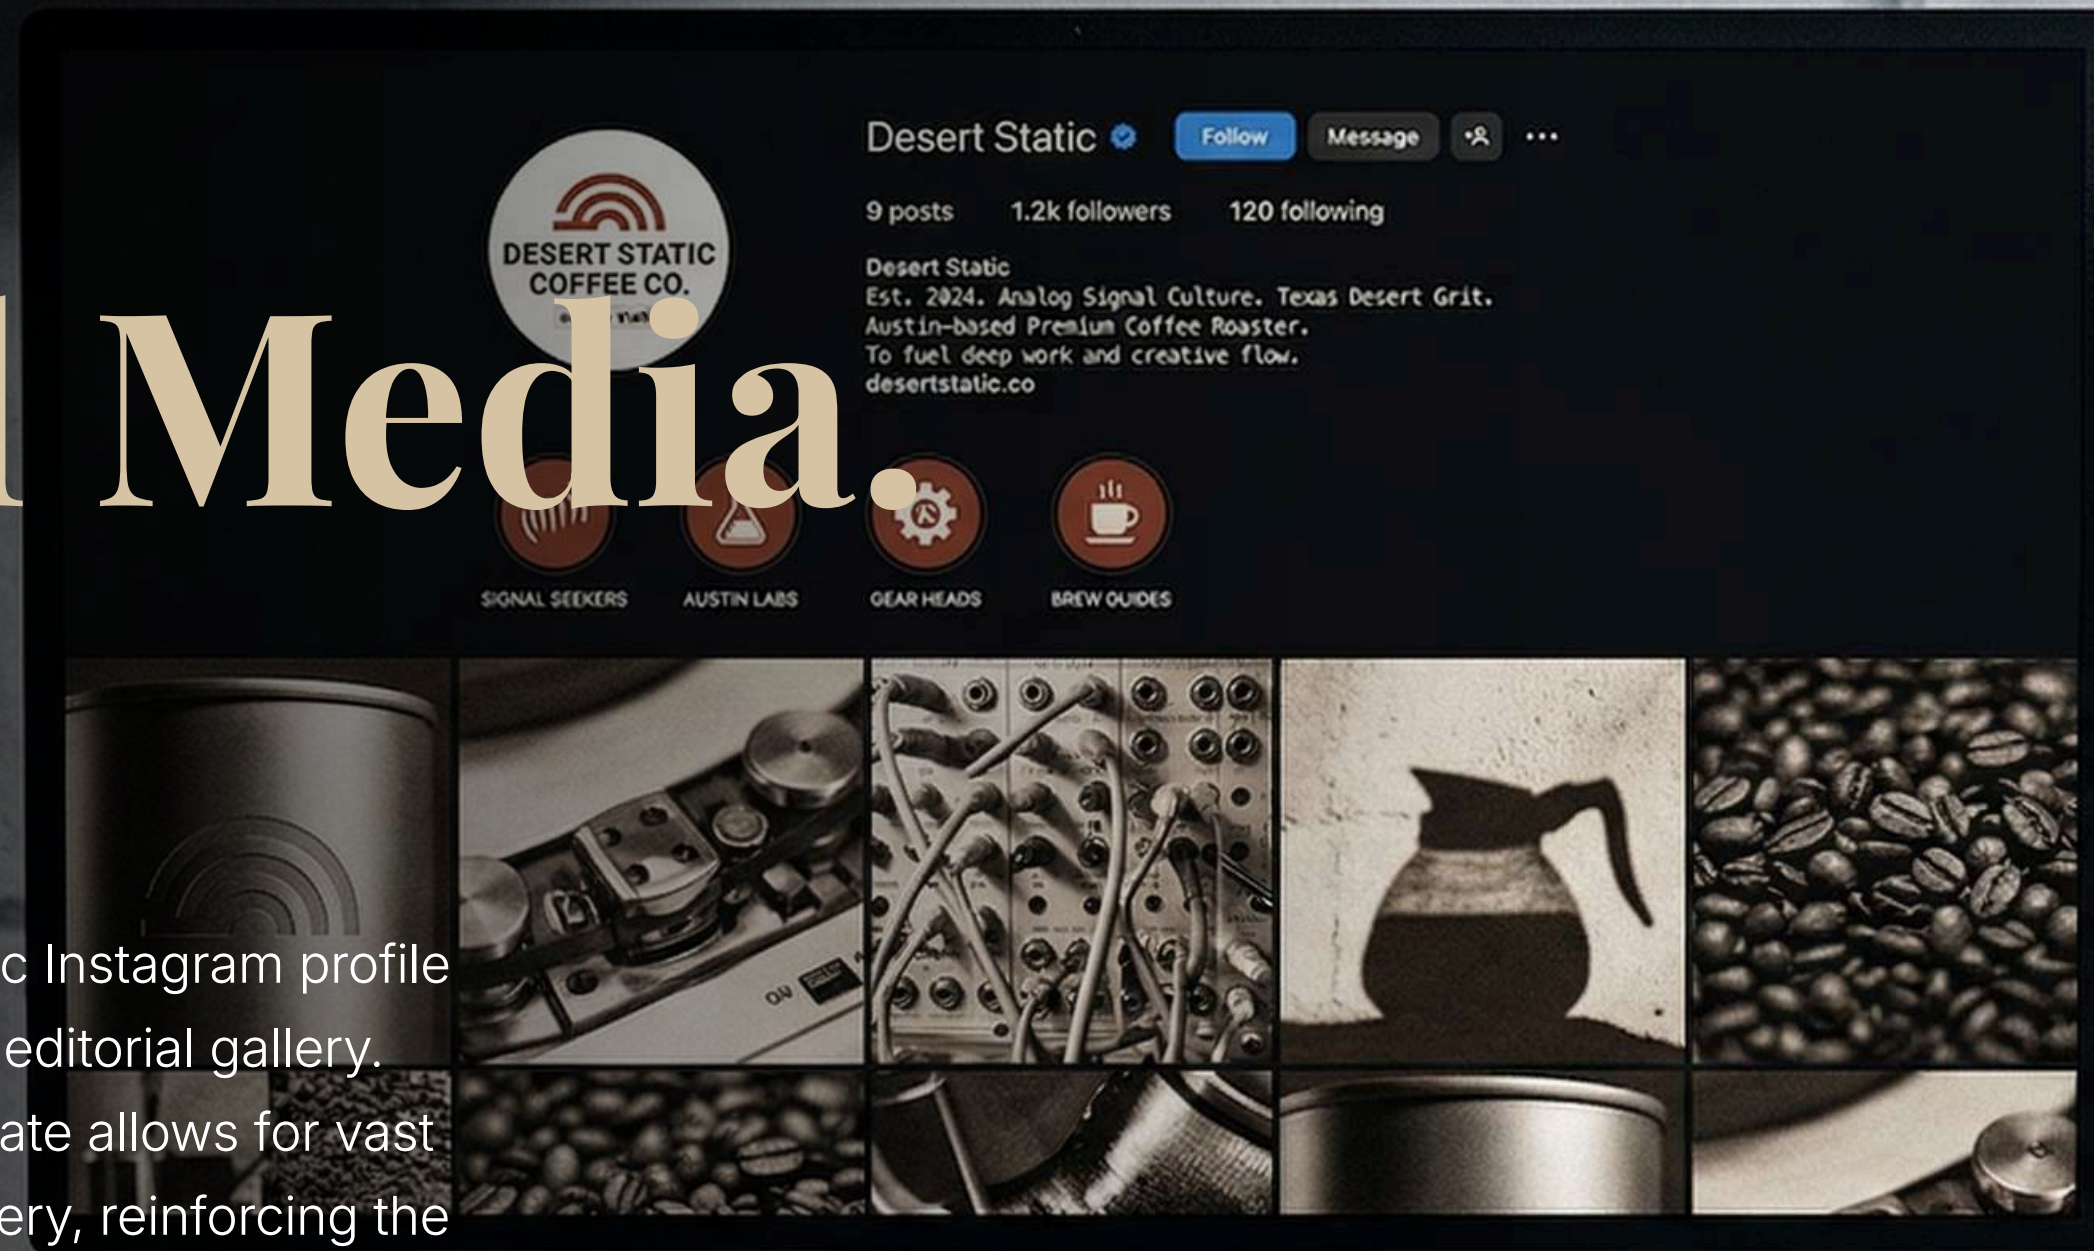 Desert Static
Follow
Message
9 posts
1.2k followers
120 following
DESERT STATIC
COFFEE CO.
Desert Static
Est. 2024. Analog Signal Culture. Texas Desert Grit.
Austin-based Premium Coffee Roaster.
To fuel deep work and creative flow.
desertstatic.co
l Media.
SIGNAL SEEKERS
AUSTIN LABS
GEAR HEADS
BREW GUIDES
c Instagram profile
editorial gallery.
ate allows for vast
ery, reinforcing the